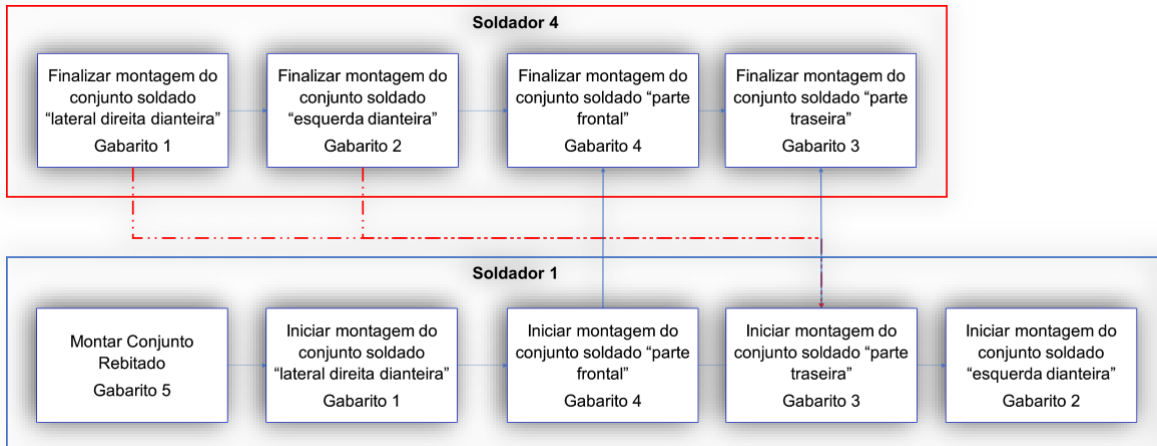 Soldador 4
Finalizar montagem do
conjunto soldado
“lateral direita dianteira”
Gabarito 1
Finalizar montagem do
conjunto soldado
“esquerda dianteira”
Gabarito 2
Finalizar montagem do
conjunto soldado “parte
frontal”
Gabarito 4
Finalizar montagem do
conjunto soldado “parte
traseira”
Gabarito 3
Soldador 1
Montar Conjunto
Rebitado
Gabarito 5
Iniciar montagem do
conjunto soldado
“lateral direita dianteira”
Gabarito 1
Iniciar montagem do
conjunto soldado “parte
frontal”
Gabarito 4
Iniciar montagem do
conjunto soldado “parte
traseira”
Gabarito 3
Iniciar montagem do
conjunto soldado
“esquerda dianteira”
Gabarito 2